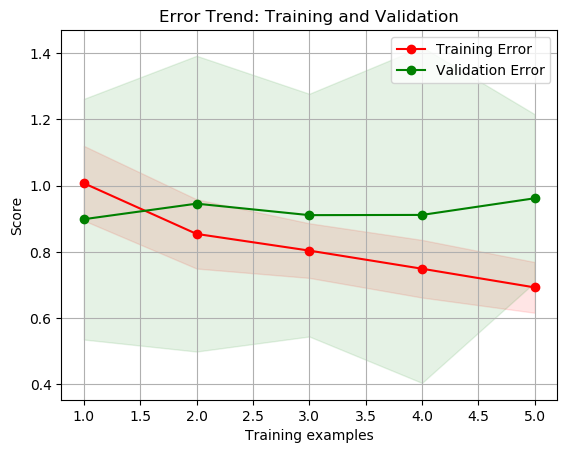 Error Trend: Training and Validation
Training Error
Validation Error
Score
1.4
1.2
1.0
0.8
0.6
0.4
1.0 1.5 2.0 2.5 3.0 3.5 4.0 4.5 5.0
Training examples